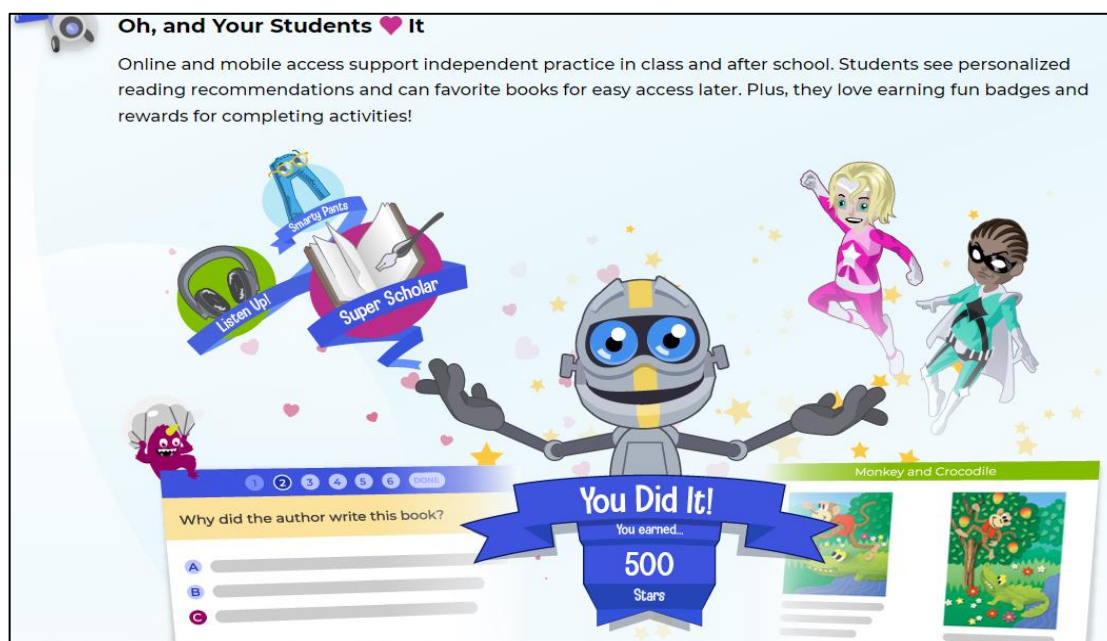 Oh, and Your Students ❤ It
Online and mobile access support independent practice in class and after school. Students see personalized
reading recommendations and can favorite books for easy access later. Plus, they love earning fun badges and
rewards for completing activities!
Smarty Pants
Listen Up!
Super Scholar
1 2 3 4 5 6 DONE
Why did the author write this book?
A
B
C
You Did It!
You earned...
500
Stars
Monkey and Crocodile